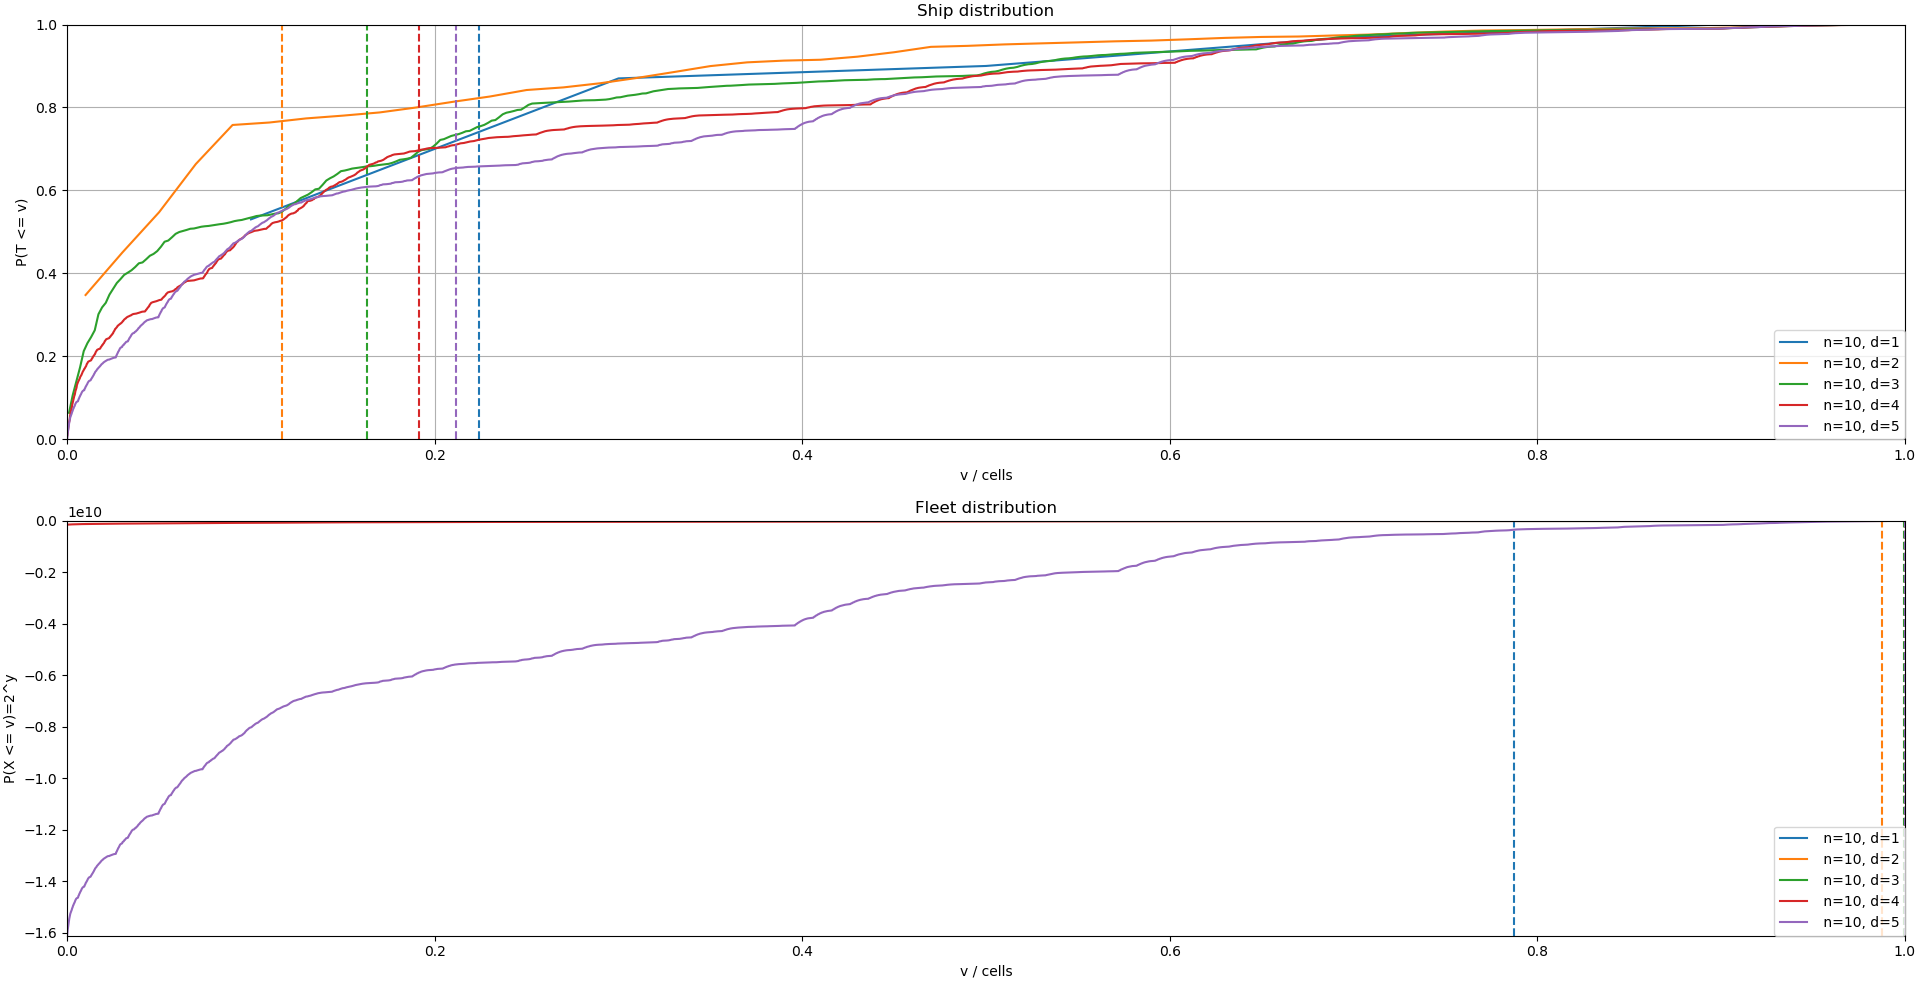 Ship distribution
P(T <= v)
1.0
0.8
0.6
0.4
0.2
0.0
n=10, d=1
n=10, d=2
n=10, d=3
n=10, d=4
n=10, d=5
0.0 0.2 0.4 0.6 0.8 1.0
v / cells
Fleet distribution
1e10
P(X <= v)=2^y
0.0
−0.2
−0.4
−0.6
−0.8
−1.0
−1.2
−1.4
−1.6
n=10, d=1
n=10, d=2
n=10, d=3
n=10, d=4
n=10, d=5
0.0 0.2 0.4 0.6 0.8 1.0
v / cells